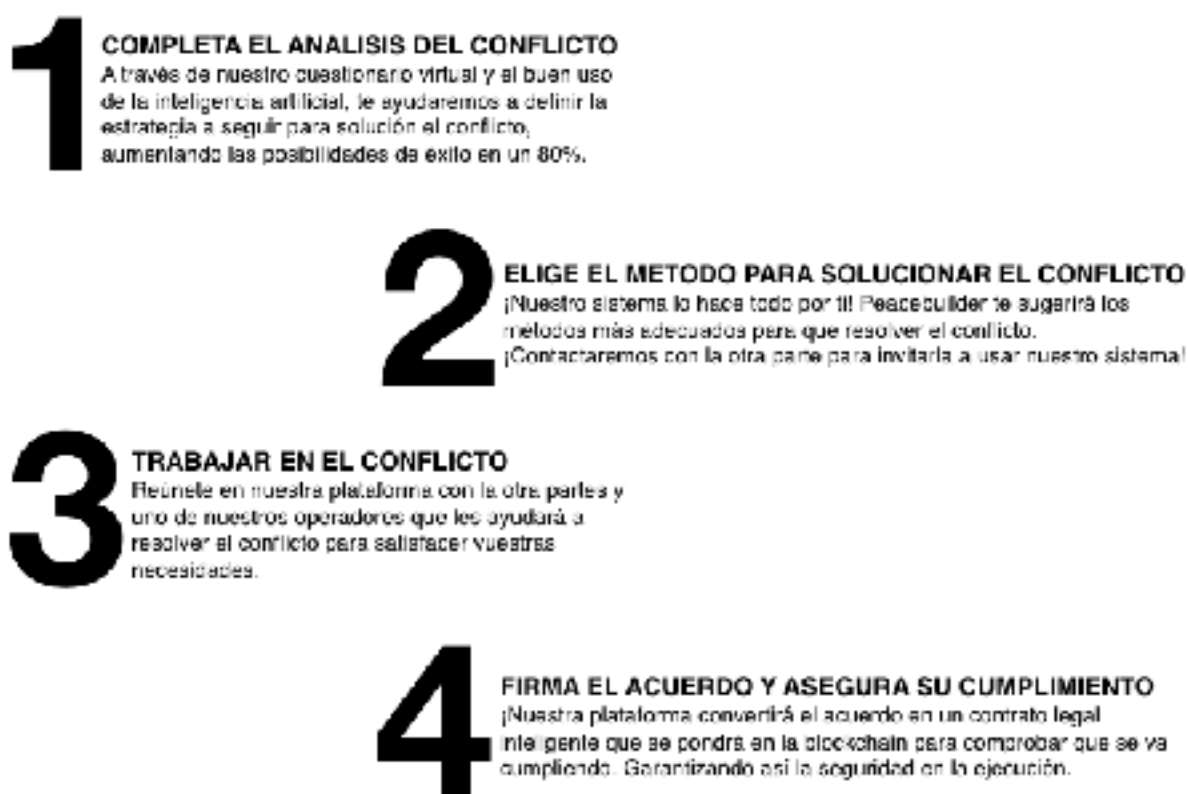 1
COMPLETA EL ANALISIS DEL CONFLICTO
A través de nuestro cuestionario virtual y el buen uso
de la inteligencia artificial, te ayudaremos a definir la
estrategia a seguir para solución el conflicto,
aumentando las posibilidades de éxito en un 80%.
2
ELIGE EL METODO PARA SOLUCIONAR EL CONFLICTO
¡Nuestro sistema lo hace todo por ti! Peacebuilder te sugerirá los
métodos más adecuados para que resolver el conflicto.
¡Contactaremos con la otra parte para invitarla a usar nuestro sistema!
3
TRABAJAR EN EL CONFLICTO
Reúnete en nuestra plataforma con la otra partes y
uno de nuestros operadores que les ayudará a
resolver el conflicto para satisfacer vuestras
necesidades.
4
FIRMA EL ACUERDO Y ASEGURA SU CUMPLIMIENTO
¡Nuestra plataforma convertirá el acuerdo en un contrato legal
inteligente que se pondrá en la blockchain para comprobar que se va
cumpliendo. Garantizando así la seguridad en la ejecución.